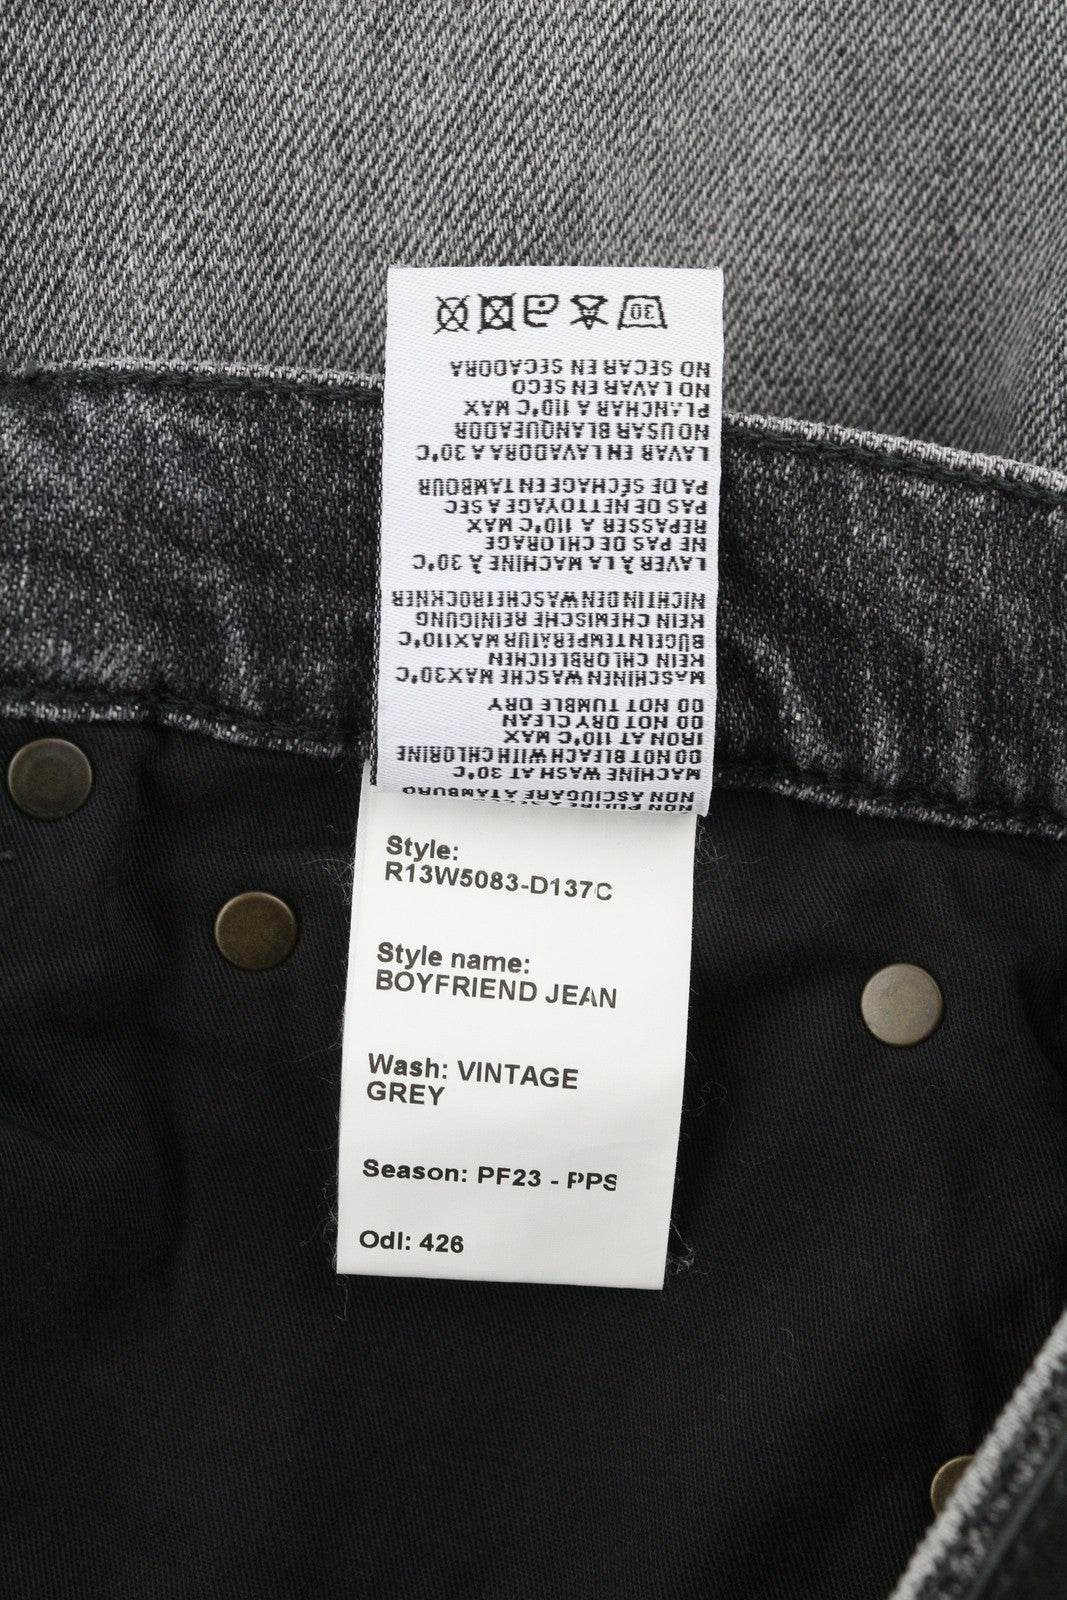 30
NON PULIRE A SECCO
NON ASCIUGARE A TAMBURO
MACHINE WASH AT 30°C
DO NOT BLEACH WITH CHLORINE
IRON AT 110°C MAX
DO NOT DRY CLEAN
DO NOT TUMBLE DRY
MASCHINEN WASCHE MAX30°C
KEIN CHLORBLEICHEN
BÜGELNTEMPERATUR MAX110°C
KEIN CHEMISCHE REINIGUNG
NICHT IN DEN WASCHETROCKNER
LAVER À LA MACHINE À 30°C
NE PAS DE CHLORAGE
REPASSER A 110°C MAX
PAS DE NETTOYAGE A SEC
PA DE SÉCHAGE EN TAMBOUR
LAVAR EN LAVADORA A 30°C
NO USAR BLANQUEADOR
PLANCHAR A 110°C MAX
NO LAVAR EN SECO
NO SECAR EN SECADORA
Style:
R13W5083-D137C
Style name:
BOYFRIEND JEAN
Wash: VINTAGE
GREY
Season: PF23 - PPS
Odl: 426